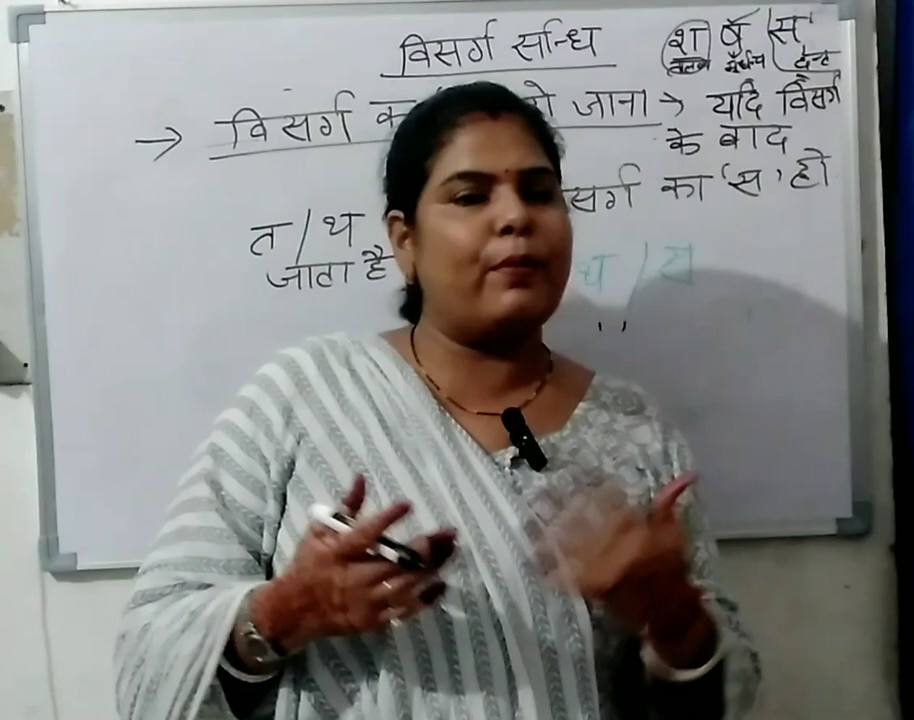 विसर्ग सन्धि
श ष / स
→ विसर्ग का जाना → यदि विसर्ग
के बाद
त / थ सर्ग का 'स' हो
जाता है